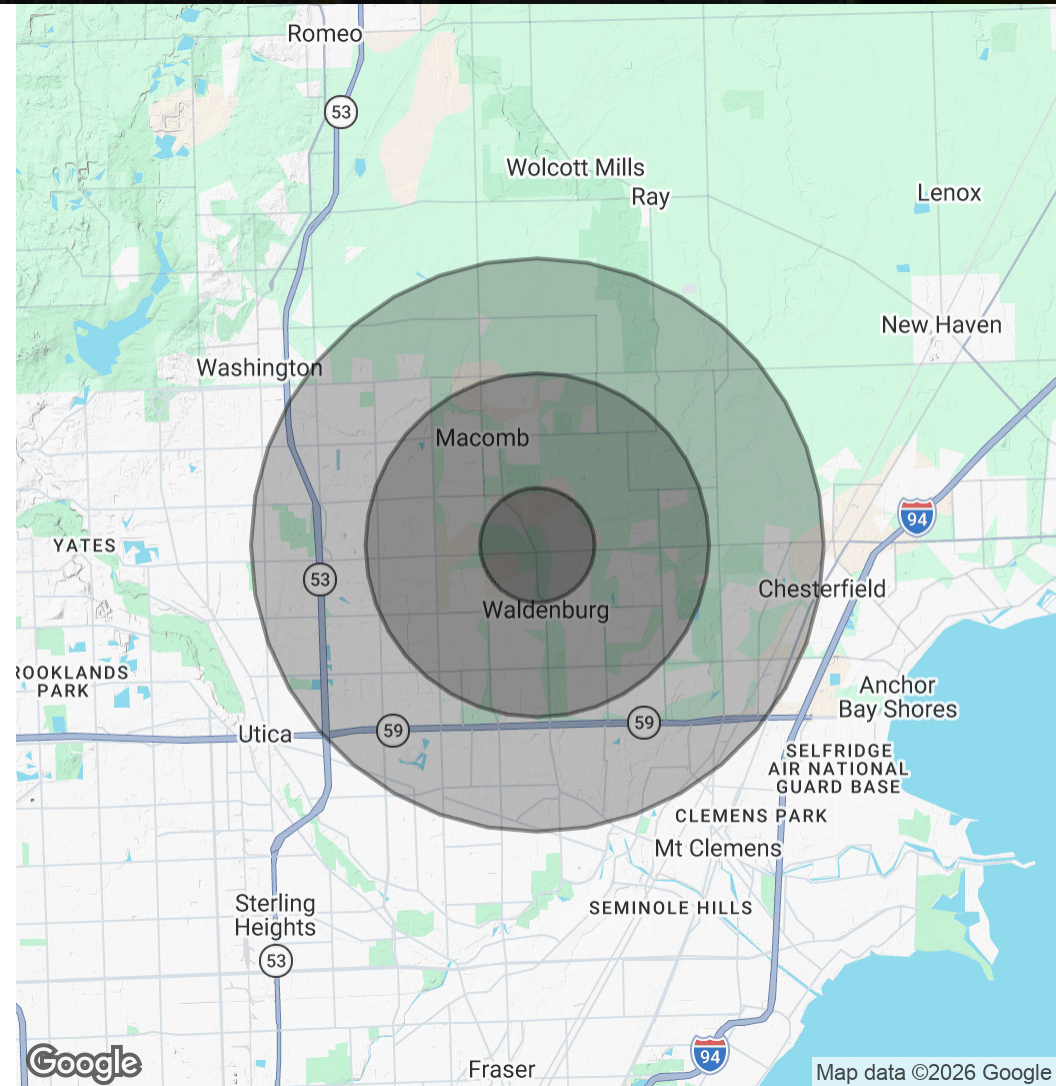 Romeo
53
Wolcott Mills
Ray
Lenox
New Haven
Washington
Macomb
94
YATES
53
Chesterfield
Waldenburg
ROOKLANDS
PARK
Anchor
Bay Shores
59
59
Utica
SELFRIDGE
AIR NATIONAL
GUARD BASE
CLEMENS PARK
Mt Clemens
Sterling
Heights
SEMINOLE HILLS
53
94
Fraser
Google
Map data ©2026 Google